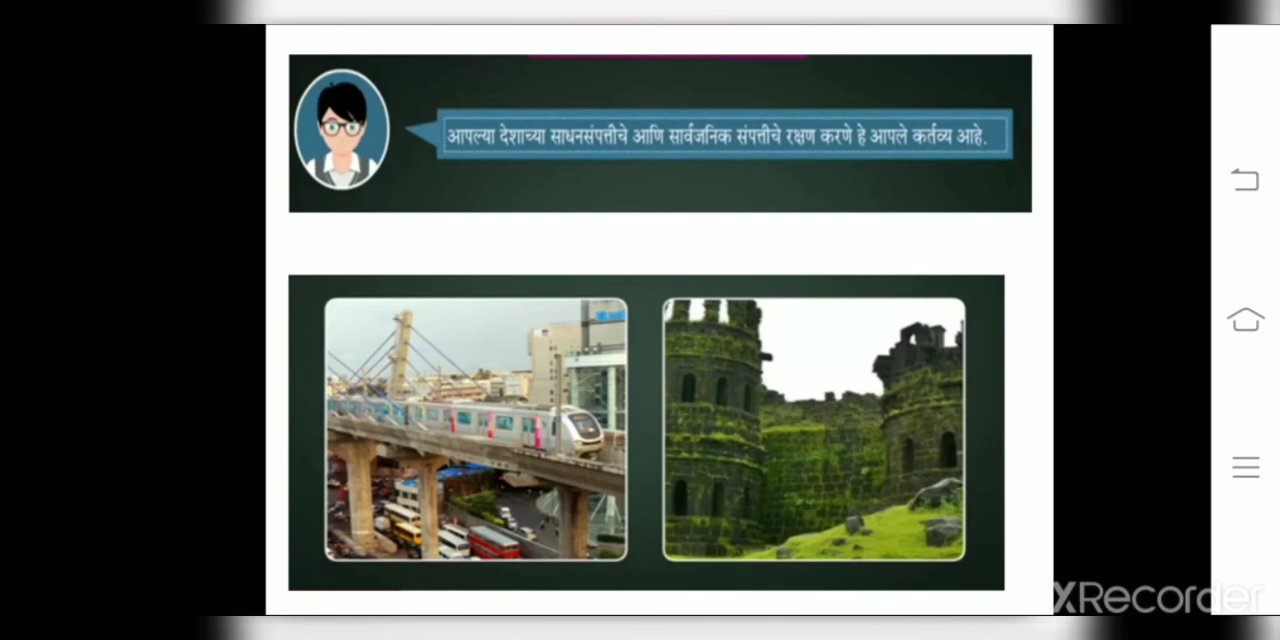 आपल्या देशाच्या साधनसंपत्तीचे आणि सार्वजनिक संपत्तीचे रक्षण करणे हे आपले कर्तव्य आहे.
XRecorder